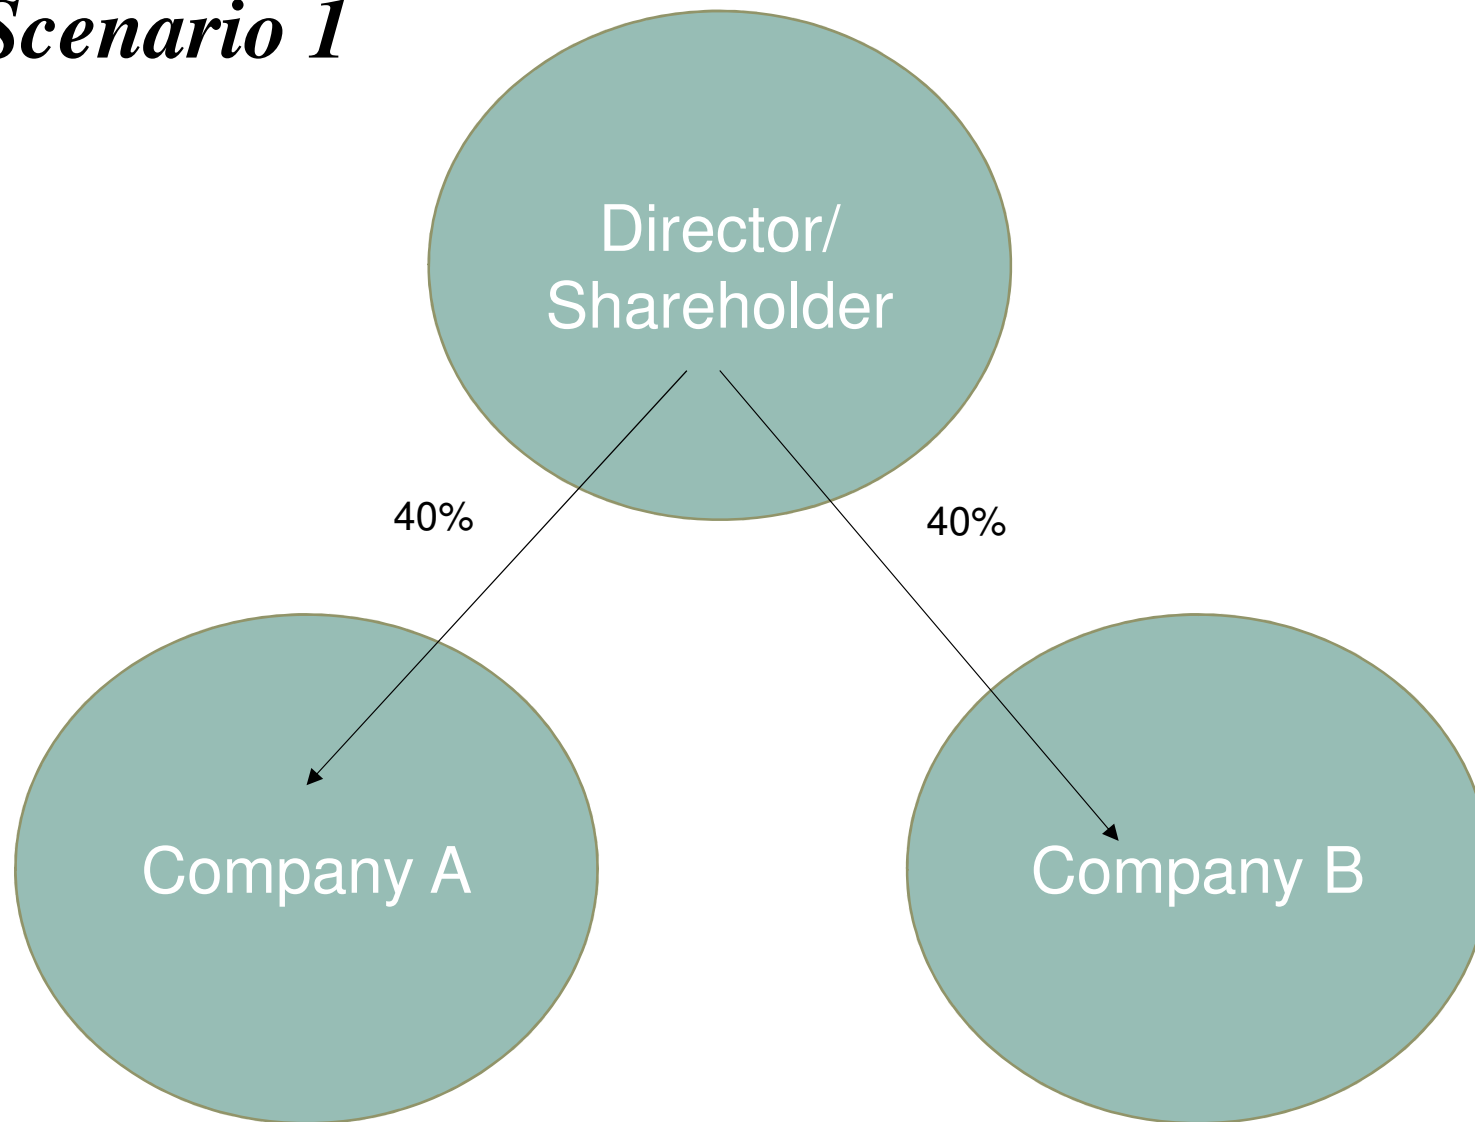 Scenario 1
Director/
Shareholder
40%
40%
Company A
Company B